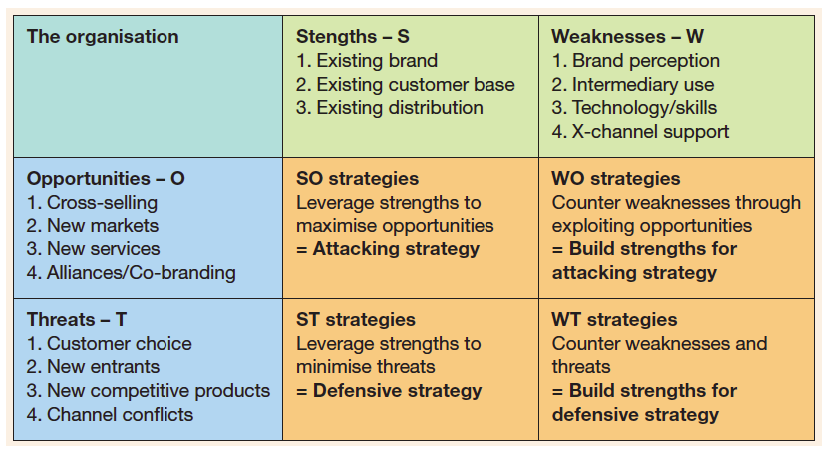 The organisation
Stengths – S
1. Existing brand
2. Existing customer base
3. Existing distribution
Weaknesses – W
1. Brand perception
2. Intermediary use
3. Technology/skills
4. X-channel support
Opportunities – O
1. Cross-selling
2. New markets
3. New services
4. Alliances/Co-branding
SO strategies
Leverage strengths to
maximise opportunities
= Attacking strategy
WO strategies
Counter weaknesses through
exploiting opportunities
= Build strengths for
attacking strategy
Threats – T
1. Customer choice
2. New entrants
3. New competitive products
4. Channel conflicts
ST strategies
Leverage strengths to
minimise threats
= Defensive strategy
WT strategies
Counter weaknesses and
threats
= Build strengths for
defensive strategy